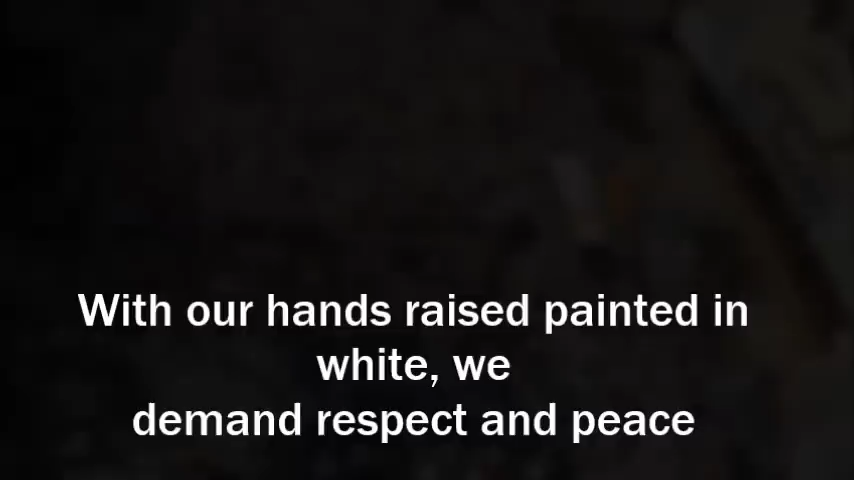 With our hands raised painted in
white, we
demand respect and peace